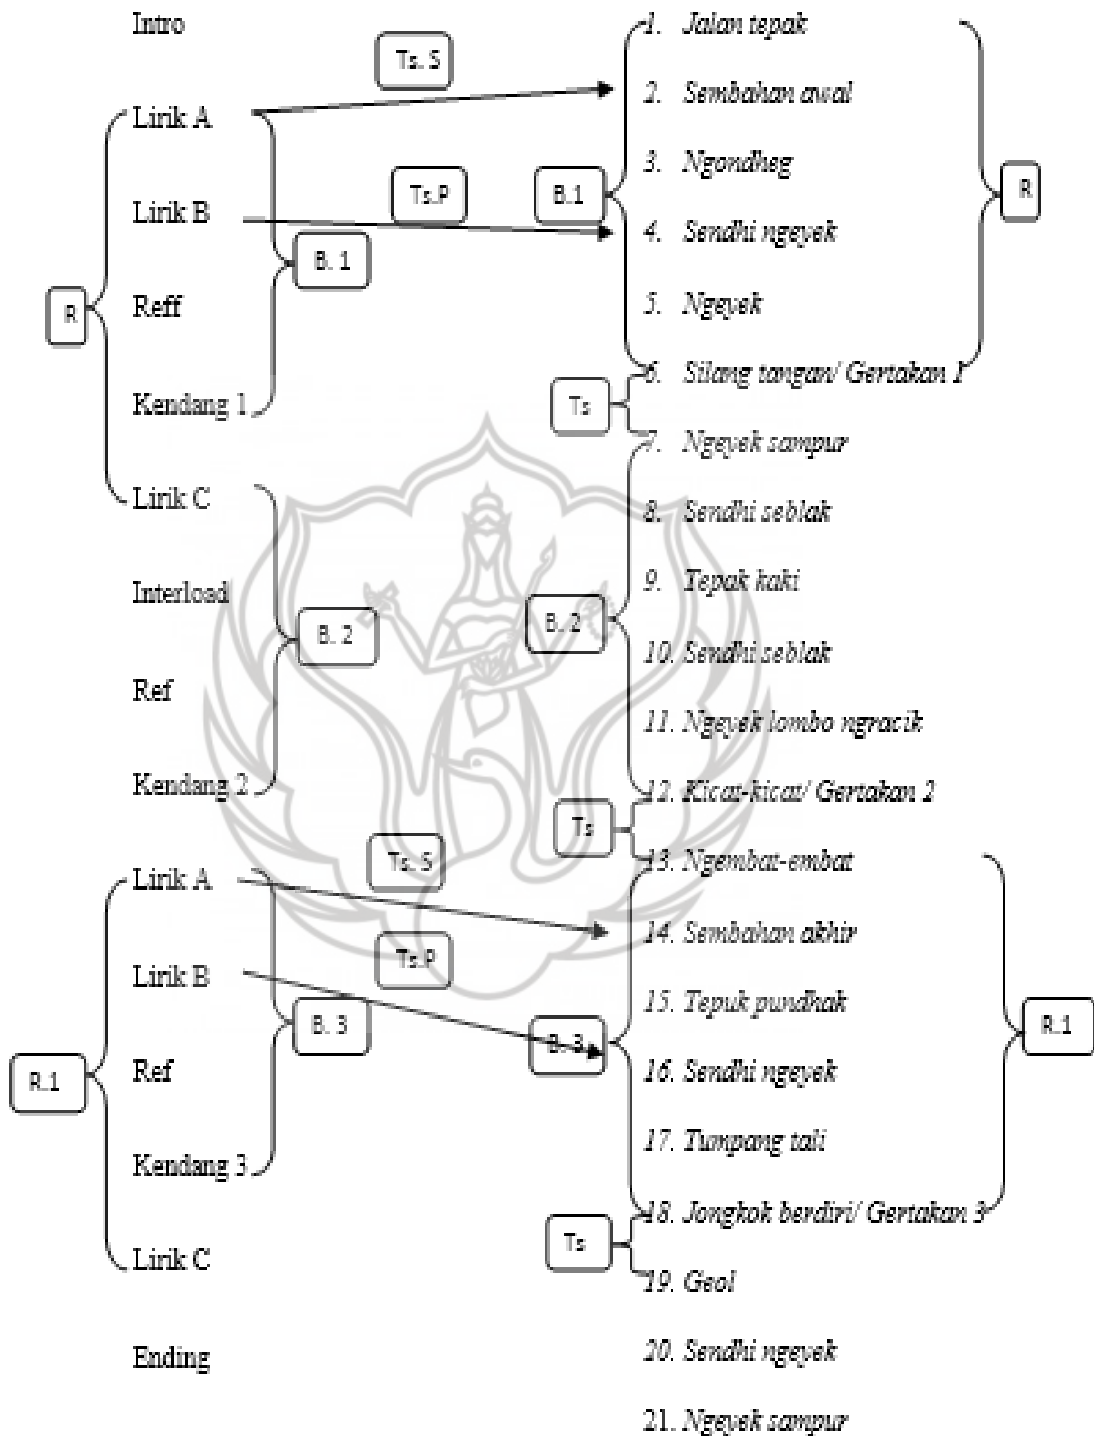 Intro
1. Jalan tepak
Ts. S
2. Sembahan awal
Lirik A
3. Ngondheg
Ts.P
B.1
R
Lirik B
4. Sendhi ngeyek
B. 1
R
Reff
5. Ngeyek
6. Silang tangan/ Gertakan 1
Ts
Kendang 1
7. Ngeyek sampur
Lirik C
8. Sendhi seblak
Interload
9. Tepak kaki
B. 2
B. 2
10. Sendhi seblak
Ref
11. Ngeyek lombo ngracik
Kendang 2
12. Kicat-kicat/ Gertakan 2
Ts
Ts. S
13. Ngembat-embat
Lirik A
14. Sembahan akhir
Ts.P
Lirik B
15. Tepuk pundhak
B. 3
B. 3
R.1
Ref
16. Sendhi ngeyek
R.1
17. Tumpang tali
Kendang 3
18. Jongkok berdiri/ Gertakan 3
Ts
Lirik C
19. Geol
Ending
20. Sendhi ngeyek
21. Ngeyek sampur